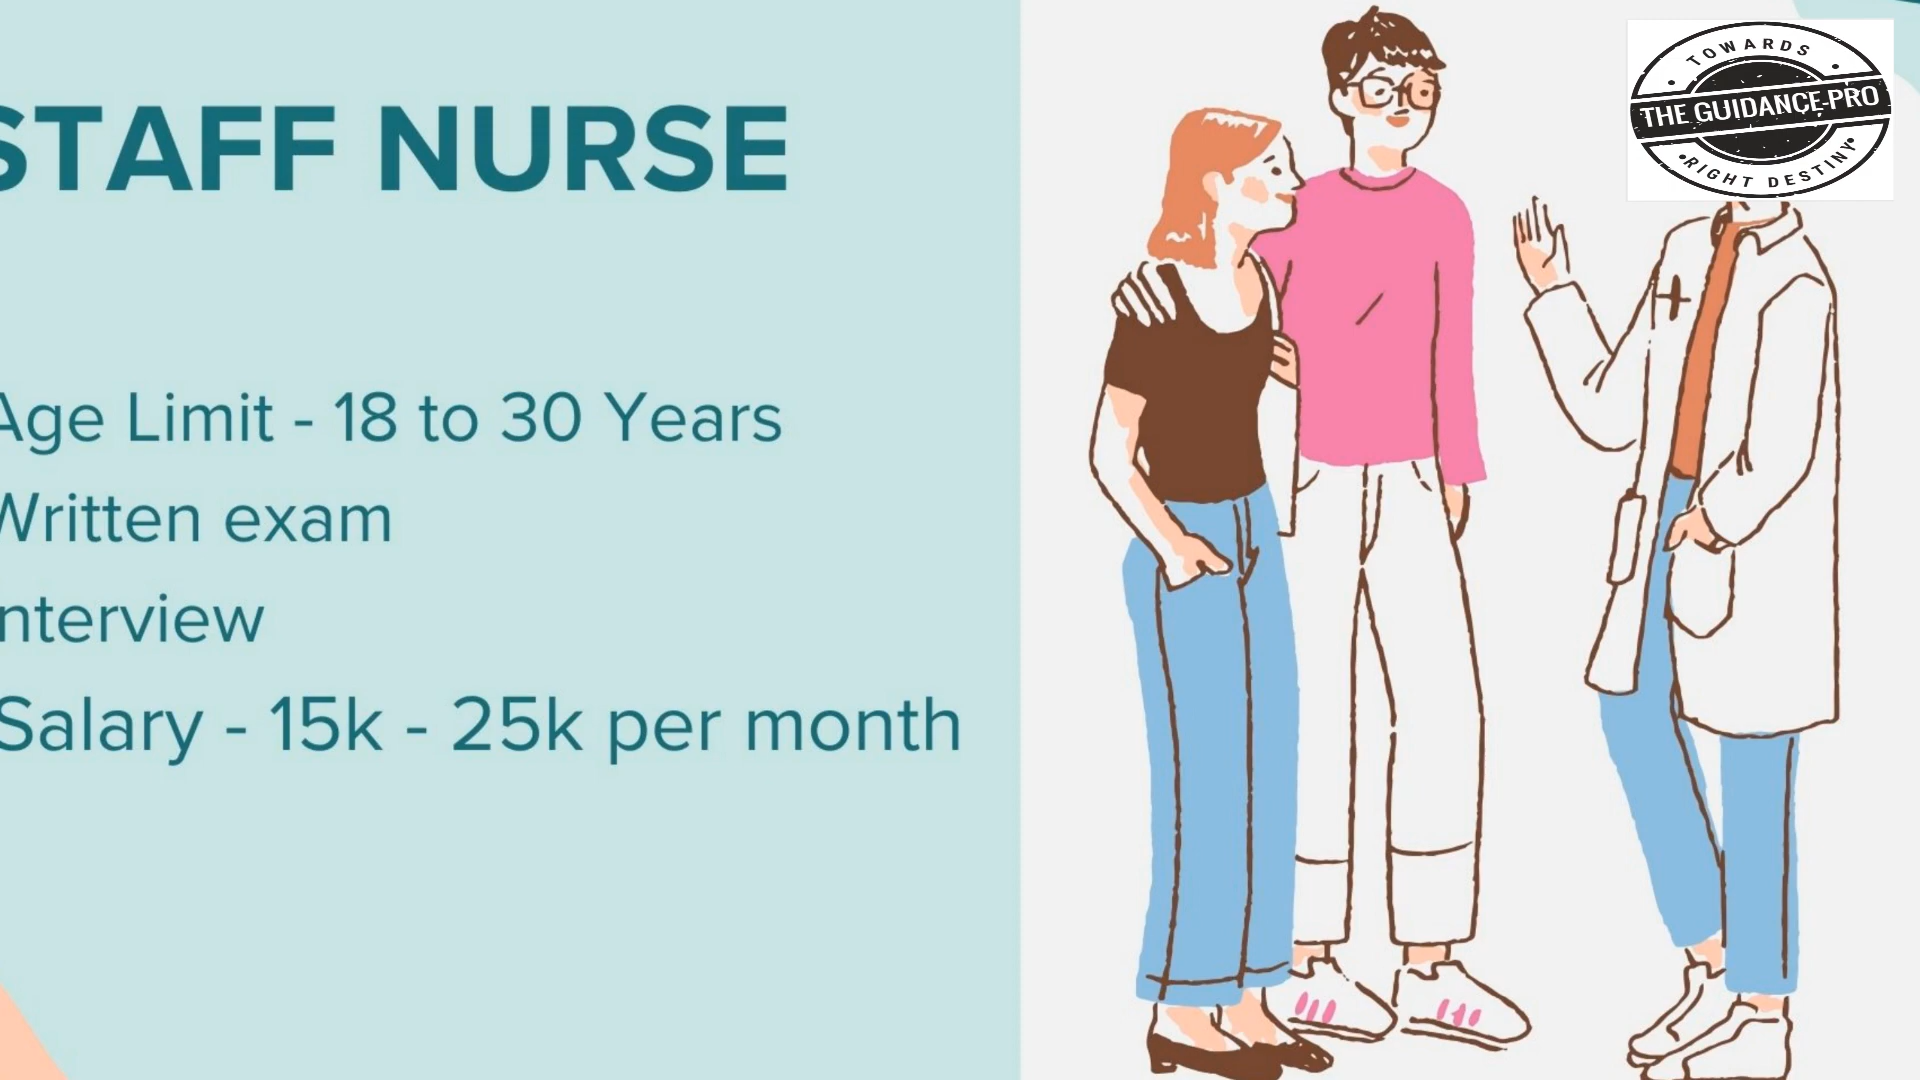 STAFF NURSE
Age Limit - 18 to 30 Years
Written exam
Interview
Salary - 15k - 25k per month
TOWARDS
THE GUIDANCE-PRO
RIGHT DESTINY